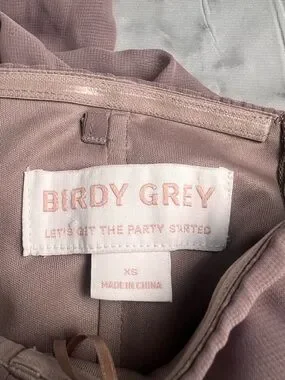 BIRDY GREY
LET'S GET THE PARTY STARTED
XS
MADE IN CHINA